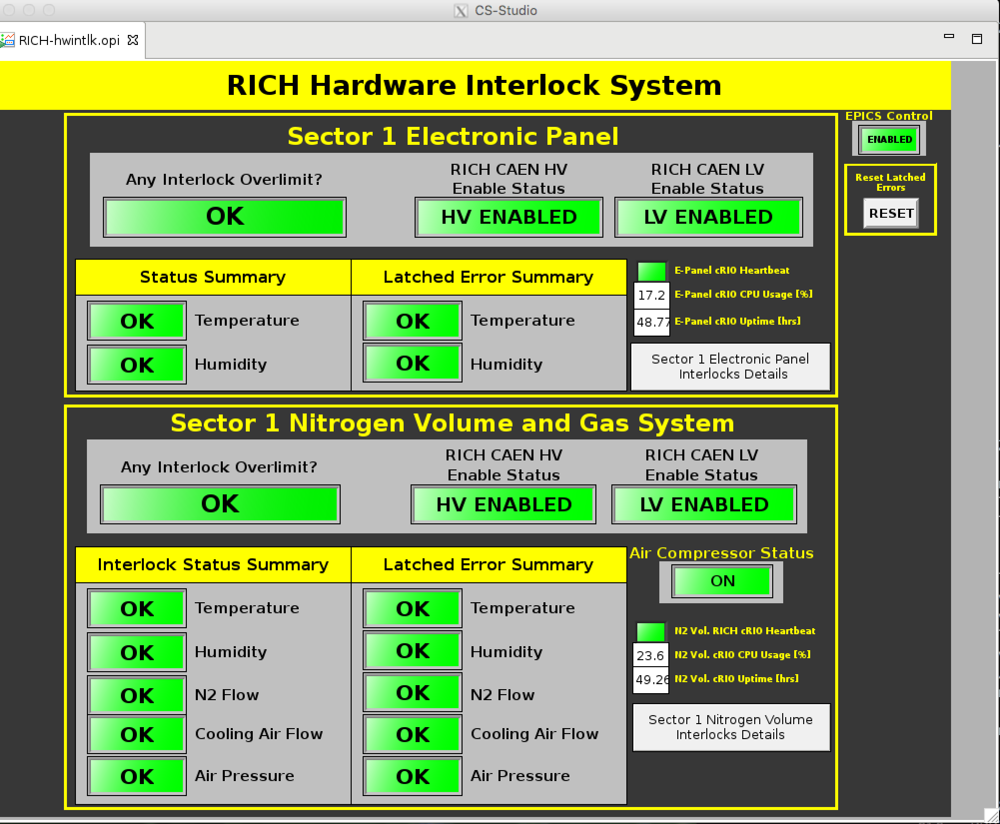 CS-Studio
RICH-hwintlk.opi
RICH Hardware Interlock System
EPICS Control
ENABLED
Reset Latched
Errors
RESET
Sector 1 Electronic Panel
Any Interlock Overlimit?
OK
RICH CAEN HV
Enable Status
HV ENABLED
RICH CAEN LV
Enable Status
LV ENABLED
Status Summary
OK Temperature
OK Humidity
Latched Error Summary
OK Temperature
OK Humidity
E-Panel cRIO Heartbeat
17.2 E-Panel cRIO CPU Usage [%]
48.77 E-Panel cRIO Uptime [hrs]
Sector 1 Electronic Panel
Interlocks Details
Sector 1 Nitrogen Volume and Gas System
Any Interlock Overlimit?
OK
RICH CAEN HV
Enable Status
HV ENABLED
RICH CAEN LV
Enable Status
LV ENABLED
Interlock Status Summary
OK Temperature
OK Humidity
OK N2 Flow
OK Cooling Air Flow
OK Air Pressure
Latched Error Summary
OK Temperature
OK Humidity
OK N2 Flow
OK Cooling Air Flow
OK Air Pressure
Air Compressor Status
ON
N2 Vol. RICH cRIO Heartbeat
23.6 N2 Vol. cRIO CPU Usage [%]
49.26 N2 Vol. cRIO Uptime [hrs]
Sector 1 Nitrogen Volume
Interlocks Details